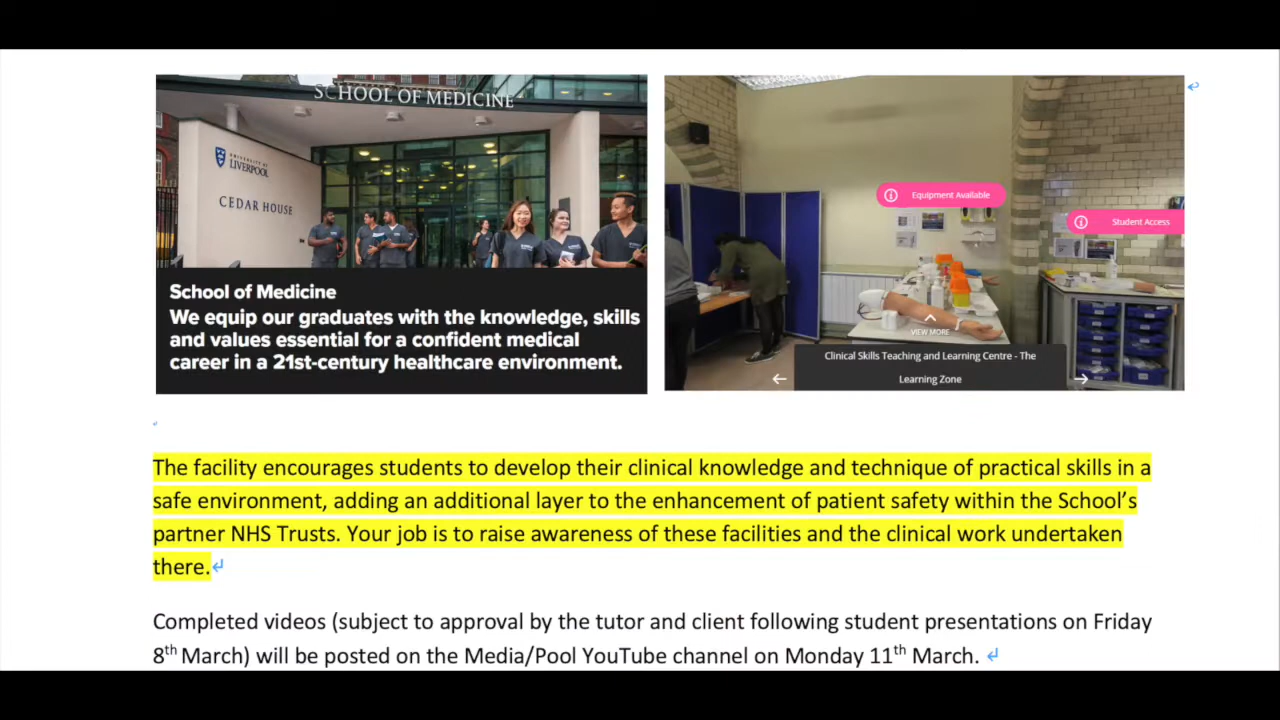 SCHOOL OF MEDICINE
UNIVERSITY OF
LIVERPOOL
CEDAR HOUSE
School of Medicine
We equip our graduates with the knowledge, skills
and values essential for a confident medical
career in a 21st-century healthcare environment.
Equipment Available
Student Access
VIEW MORE
Clinical Skills Teaching and Learning Centre - The
Learning Zone
The facility encourages students to develop their clinical knowledge and technique of practical skills in a
safe environment, adding an additional layer to the enhancement of patient safety within the School’s
partner NHS Trusts. Your job is to raise awareness of these facilities and the clinical work undertaken
there.
Completed videos (subject to approval by the tutor and client following student presentations on Friday
8th March) will be posted on the Media/Pool YouTube channel on Monday 11th March.